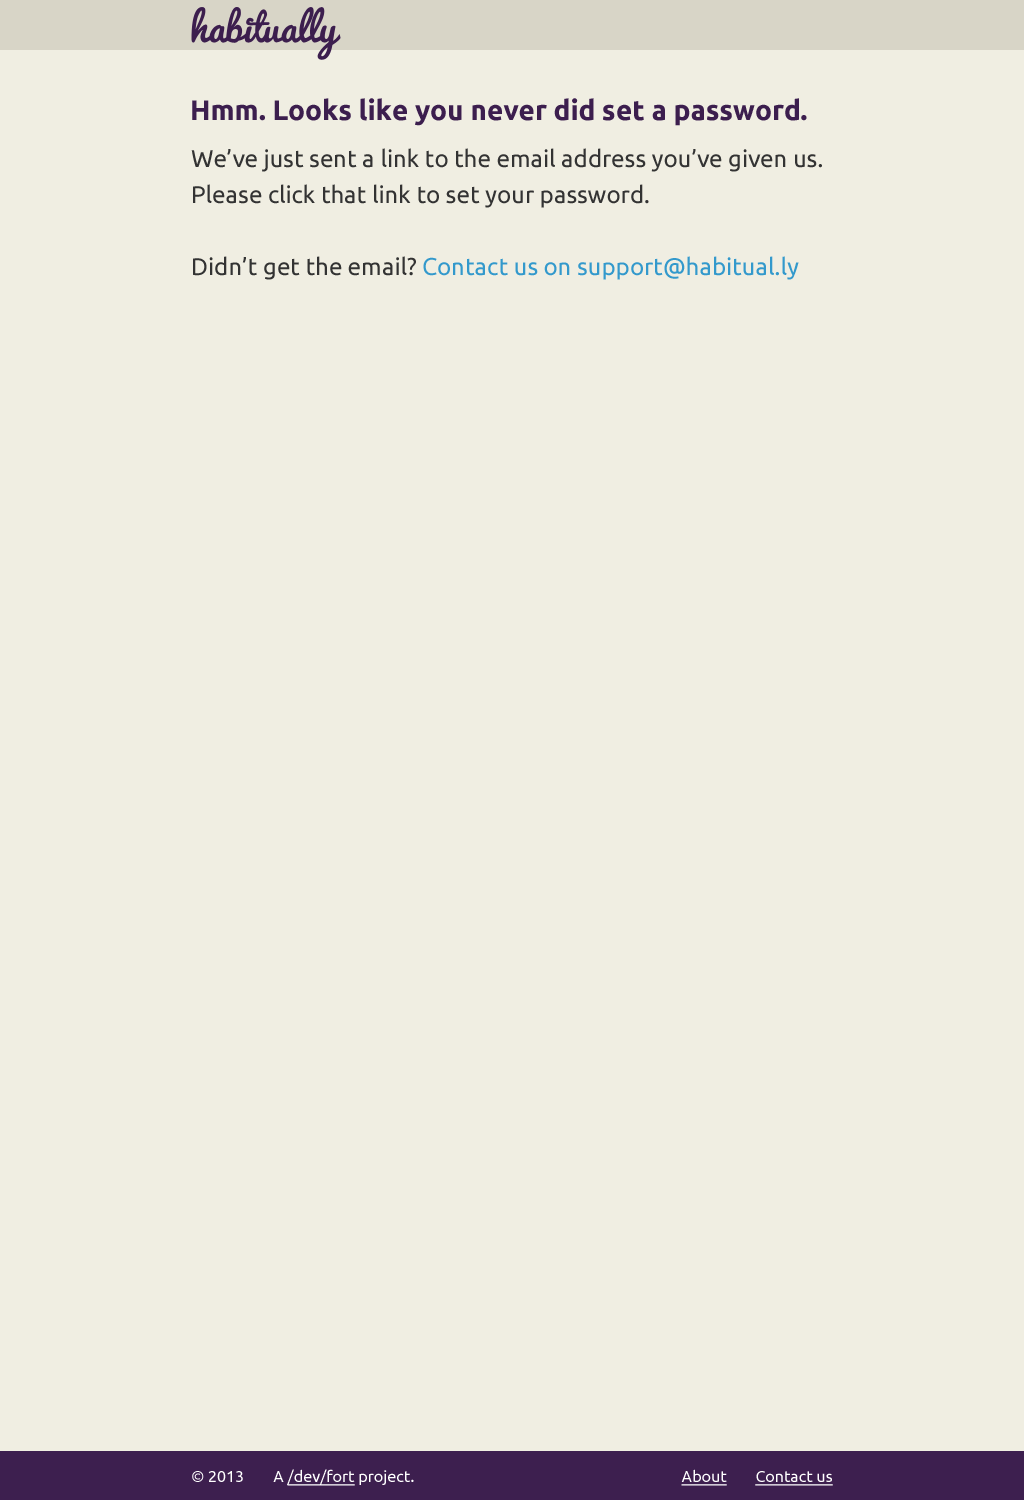 habitually
Hmm. Looks like you never did set a password.
We’ve just sent a link to the email address you’ve given us.
Please click that link to set your password.
Didn’t get the email? Contact us on support@habitual.ly
© 2013 A /dev/fort project. About Contact us